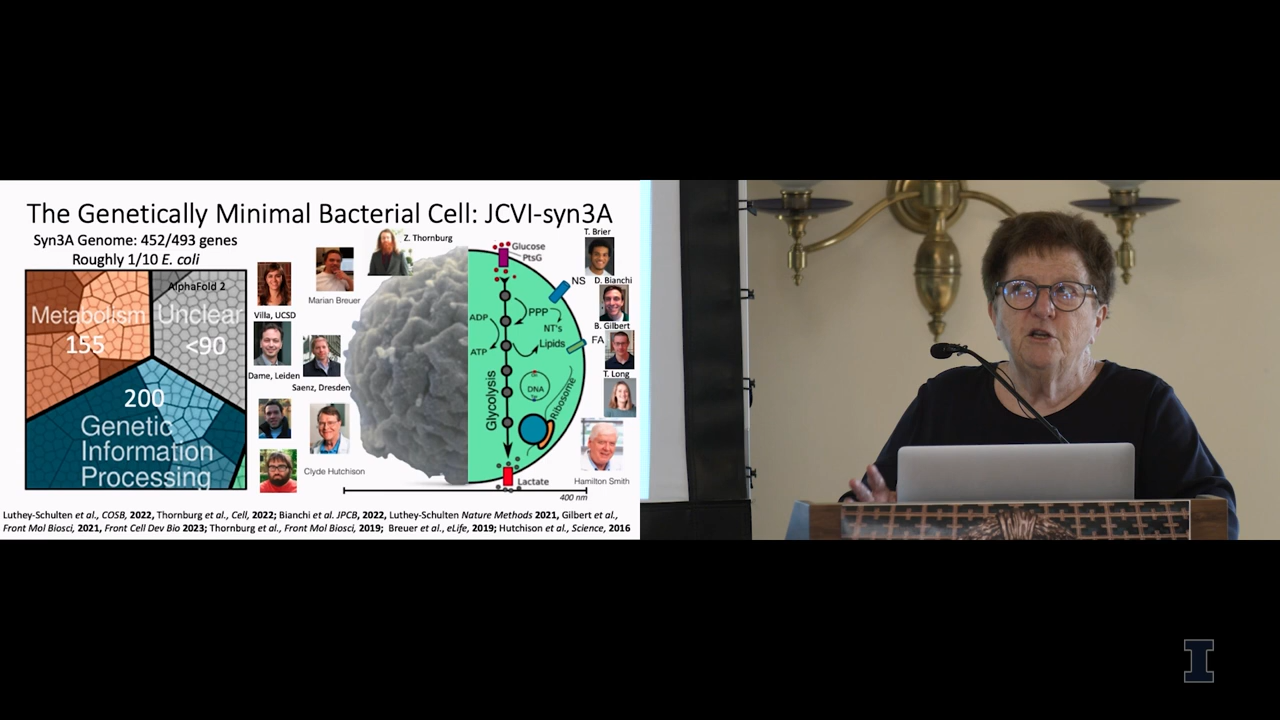 The Genetically Minimal Bacterial Cell: JCVI-syn3A
Syn3A Genome: 452/493 genes
Roughly 1/10 E. coli
AlphaFold 2
Metabolism
155
Unclear
<90
200
Genetic
Information
Processing
Villa, UCSD
Dame, Leiden
Marian Breuer
Saenz, Dresden
Clyde Hutchison
Z. Thornburg
Glucose
PtsG
NS
ADP
PPP
NT's
ATP
Lipids
FA
Glycolysis
DNA
Ribosome
Lactate
400 nm
T. Brier
D. Bianchi
B. Gilbert
T. Long
Hamilton Smith
Luthey-Schulten et al., COSB, 2022, Thornburg et al., Cell, 2022; Bianchi et al. JPCB, 2022, Luthey-Schulten Nature Methods 2021, Gilbert et al.,
Front Mol Biosci, 2021, Front Cell Dev Bio 2023; Thornburg et al., Front Mol Biosci, 2019; Breuer et al., eLife, 2019; Hutchison et al., Science, 2016
I